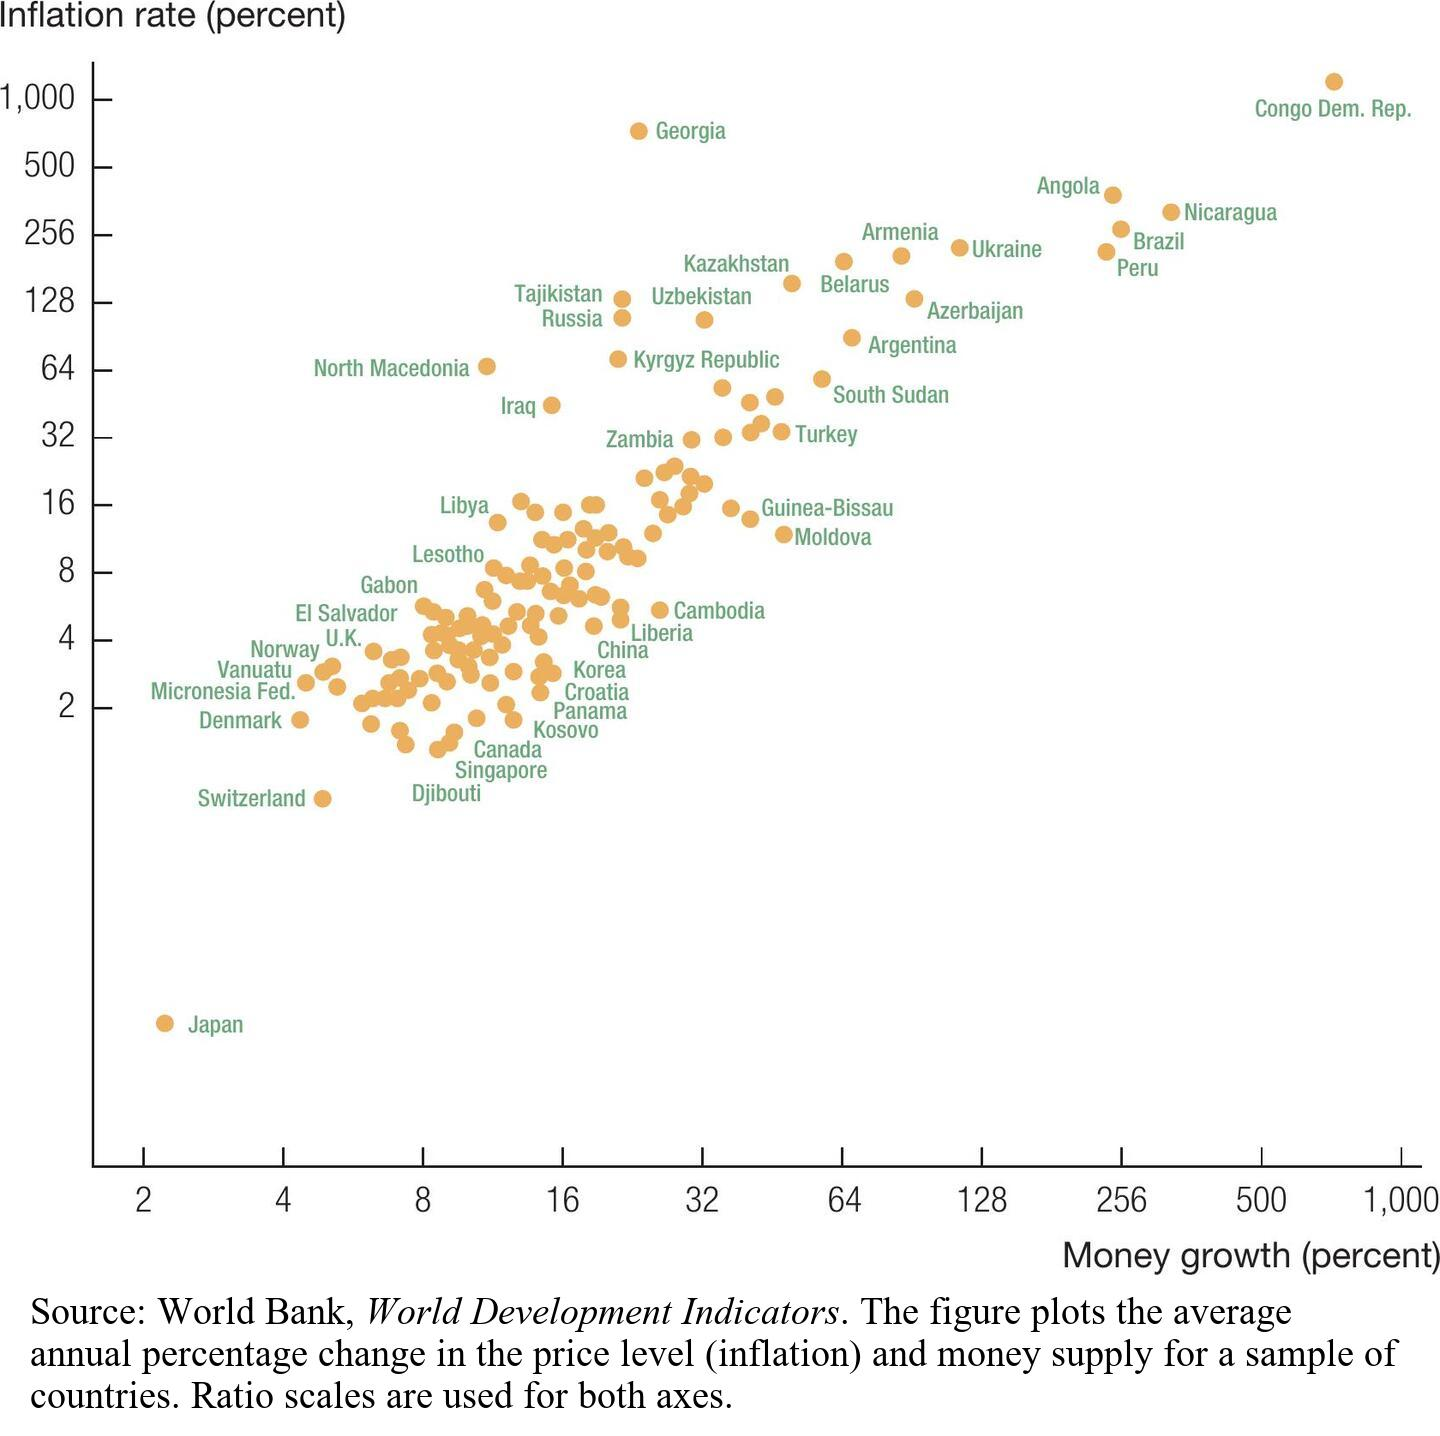 Inflation rate (percent)
1,000
Congo Dem. Rep.
Georgia
500
Angola
Nicaragua
256
Armenia
Brazil
Ukraine
Kazakhstan
Peru
Belarus
128
Tajikistan
Uzbekistan
Azerbaijan
Russia
Argentina
64
North Macedonia
Kyrgyz Republic
South Sudan
Iraq
32
Zambia
Turkey
16
Libya
Guinea-Bissau
Moldova
8
Lesotho
Gabon
El Salvador
Cambodia
4
U.K.
Liberia
Norway
China
Vanuatu
Korea
Micronesia Fed.
Croatia
2
Panama
Denmark
Kosovo
Canada
Singapore
Djibouti
Switzerland
Japan
2 4 8 16 32 64 128 256 500 1,000
Money growth (percent)
Source: World Bank, World Development Indicators. The figure plots the average
annual percentage change in the price level (inflation) and money supply for a sample of
countries. Ratio scales are used for both axes.